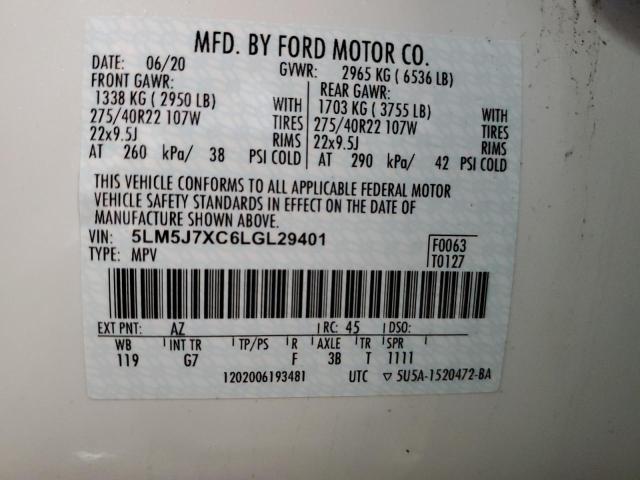 MFD. BY FORD MOTOR CO.
DATE: 06/20 GVWR: 2965 KG ( 6536 LB)
FRONT GAWR: REAR GAWR:
1338 KG ( 2950 LB) WITH 1703 KG ( 3755 LB) WITH
275/40R22 107W TIRES 275/40R22 107W TIRES
22x9.5J RIMS 22x9.5J RIMS
AT 260 kPa/ 38 PSI COLD AT 290 kPa/ 42 PSI COLD
THIS VEHICLE CONFORMS TO ALL APPLICABLE FEDERAL MOTOR
VEHICLE SAFETY STANDARDS IN EFFECT ON THE DATE OF
MANUFACTURE SHOWN ABOVE.
VIN: 5LM5J7XC6LGL29401 F0063
TYPE: MPV T0127
EXT PNT: AZ RC: 45 DSO:
WB INT TR TP/PS R AXLE TR SPR
119 G7 F 3B T 1111
1202006193481 UTC ▽ 5U5A-1520472-BA